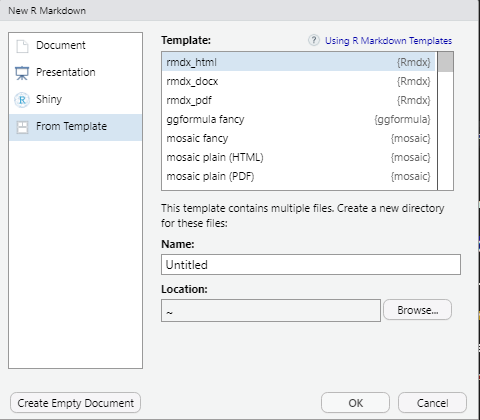 New R Markdown
Document
Presentation
Shiny
From Template
Template:
? Using R Markdown Templates
rmdx_html {Rmdx}
rmdx_docx {Rmdx}
rmdx_pdf {Rmdx}
ggformula fancy {ggformula}
mosaic fancy {mosaic}
mosaic plain (HTML) {mosaic}
mosaic plain (PDF) {mosaic}
This template contains multiple files. Create a new directory
for these files:
Name:
Untitled
Location:
~
Browse...
Create Empty Document
OK
Cancel